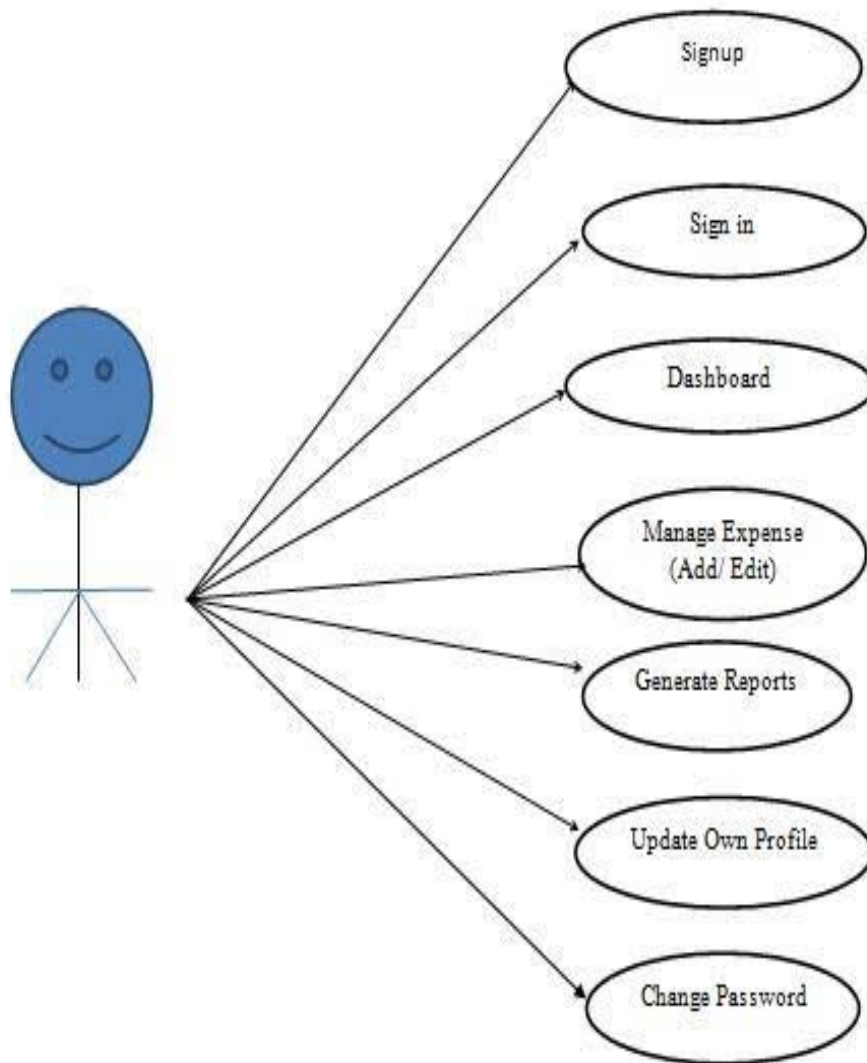 Signup
Sign in
Dashboard
Manage Expense
(Add/ Edit)
Generate Reports
Update Own Profile
Change Password